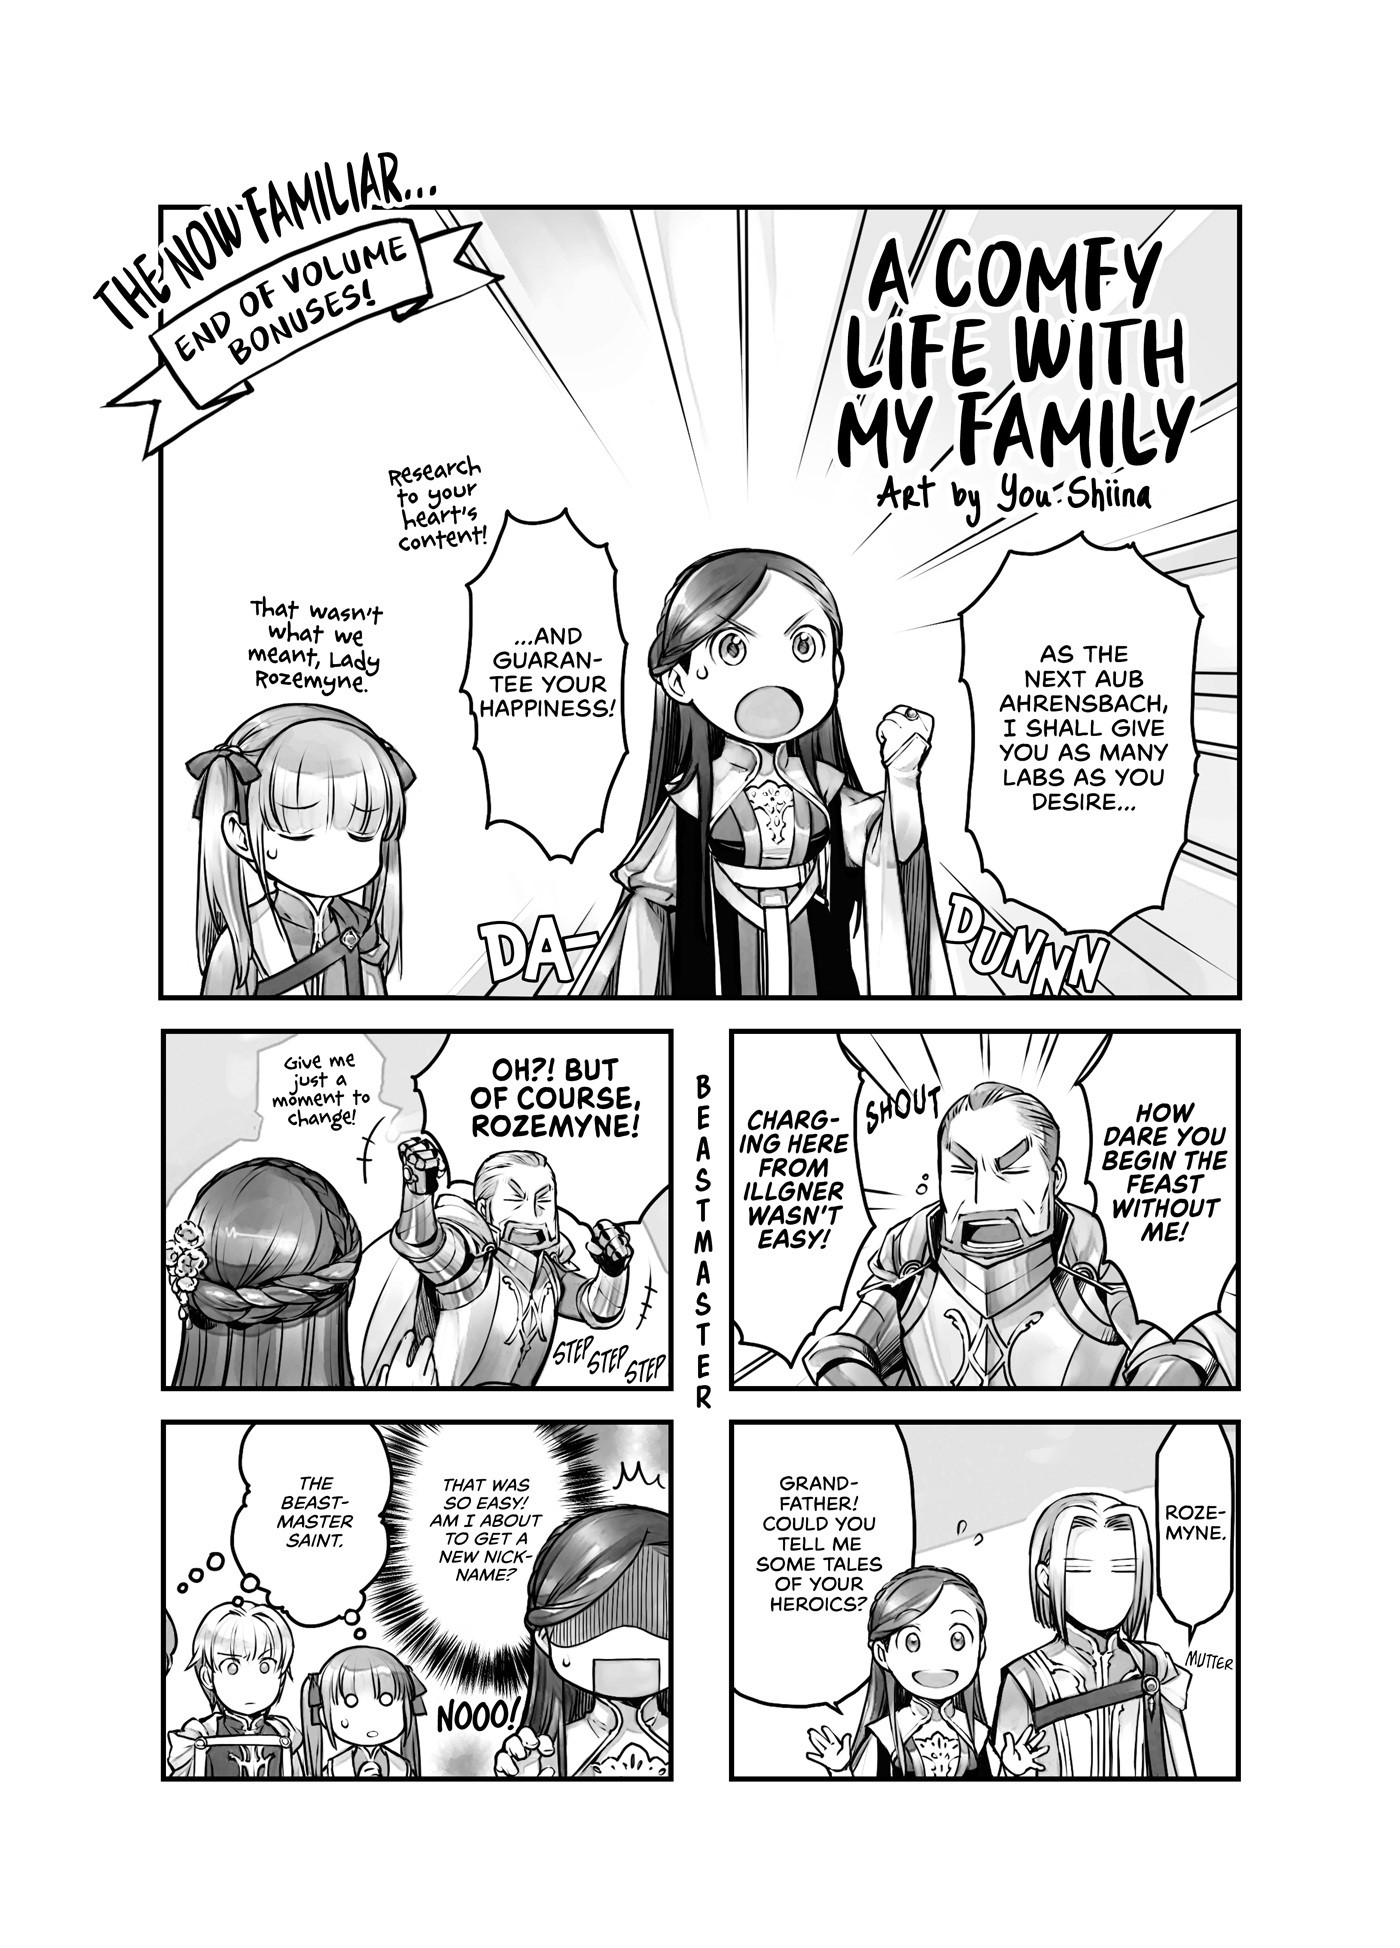 THE NOW FAMILIAR...
END OF VOLUME
BONUSES!
A COMFY
LIFE WITH
MY FAMILY
Art by You Shiina
AS THE
NEXT AUB
AHRENSBACH,
I SHALL GIVE
YOU AS MANY
LABS AS YOU
DESIRE...
...AND
GUARAN-
TEE YOUR
HAPPINESS!
Research
to your
heart's
content!
That wasn't
what we
meant, Lady
Rozemyne.
DA-
DUNNN
BEASTMASTER
HOW
DARE YOU
BEGIN THE
FEAST
WITHOUT
ME!
SHOUT
CHARG-
ING HERE
FROM
ILLGNER
WASN'T
EASY!
ROZE-
MYNE.
MUTTER
GRAND-
FATHER!
COULD YOU
TELL ME
SOME TALES
OF YOUR
HEROICS?
OH?! BUT
OF COURSE,
ROZEMYNE!
Give me
just a
moment to
change!
STEP
STEP
STEP
THAT WAS
SO EASY!
AM I ABOUT
TO GET A
NEW NICK-
NAME?
NOOO!
THE
BEAST-
MASTER
SAINT.